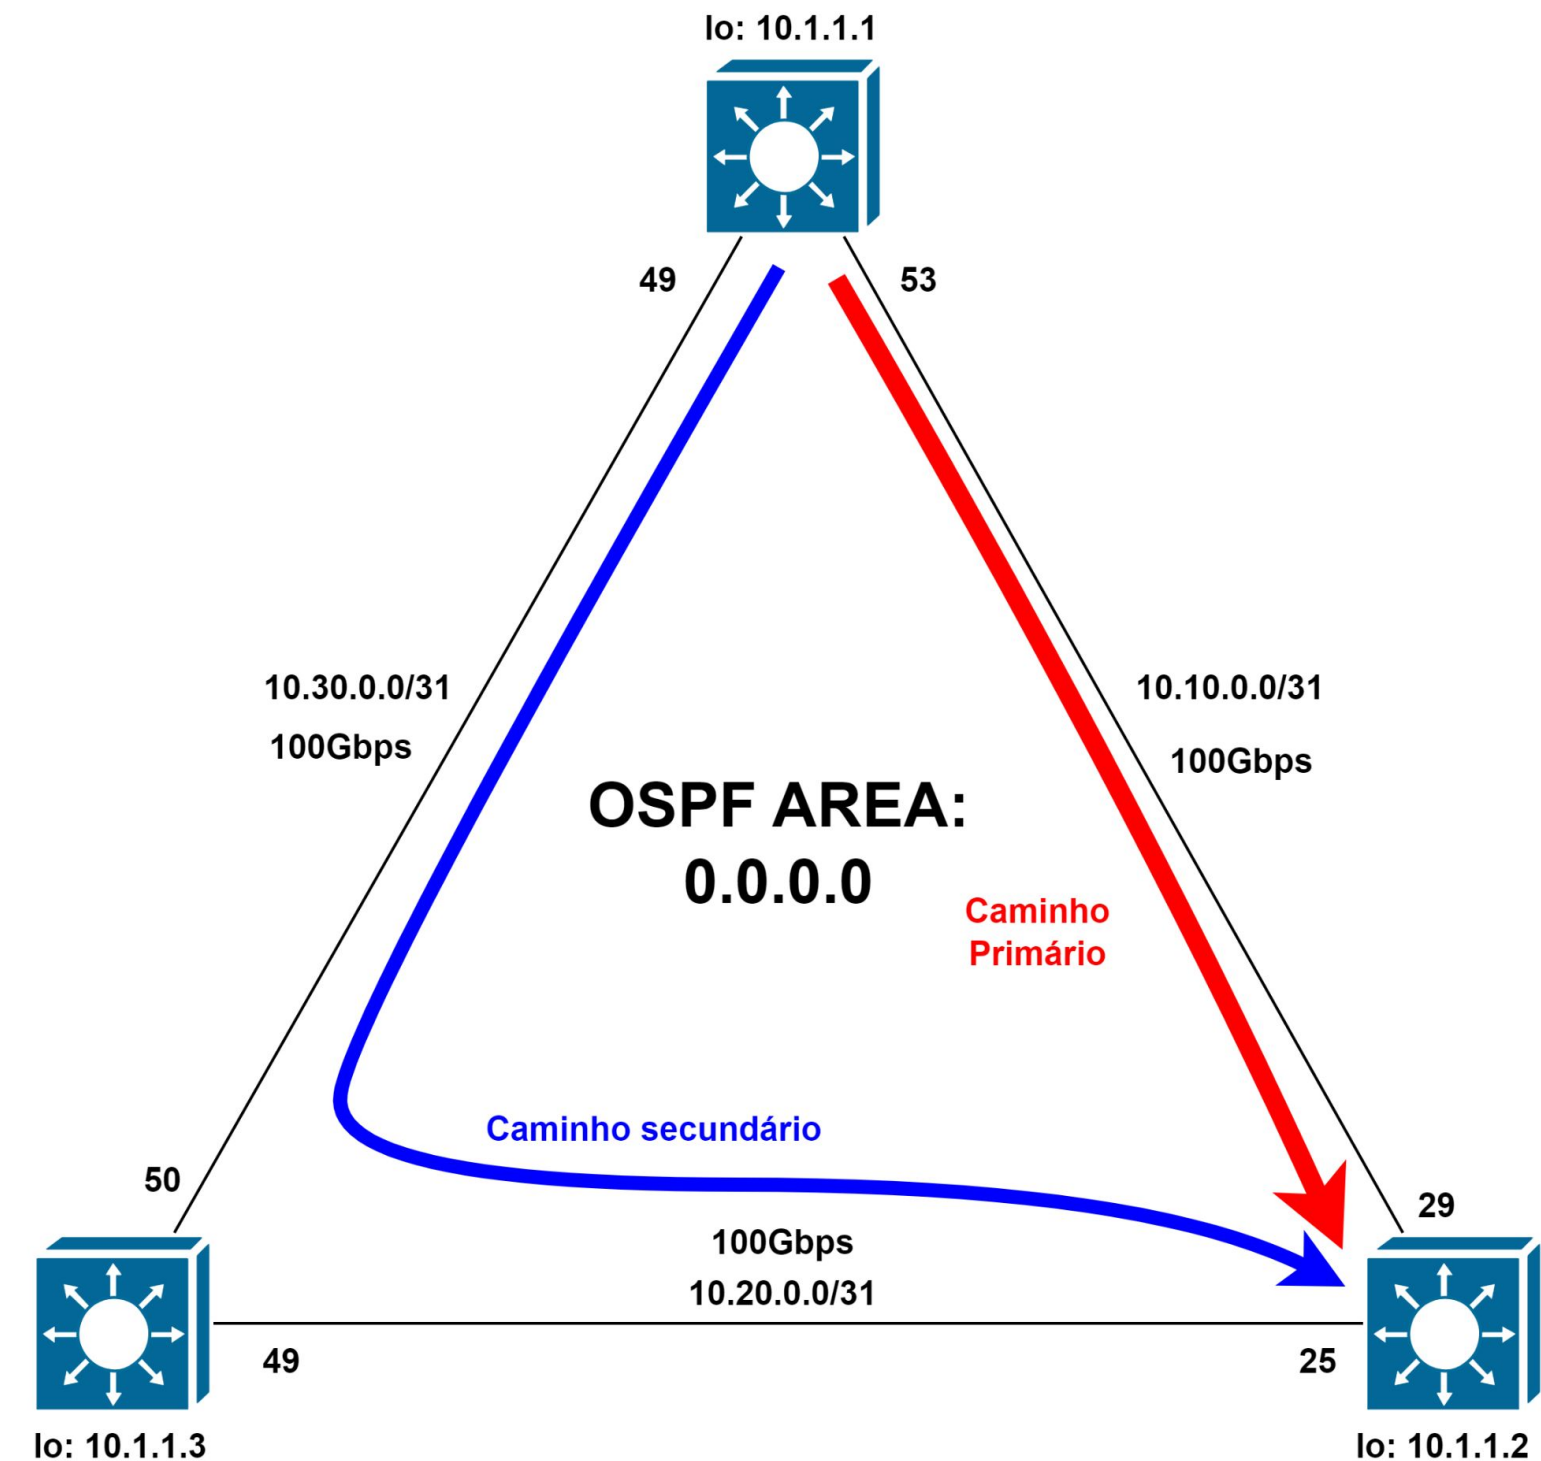 lo: 10.1.1.1
49
53
10.30.0.0/31
100Gbps
10.10.0.0/31
100Gbps
OSPF AREA:
0.0.0.0
Caminho
Primário
Caminho secundário
50
29
100Gbps
10.20.0.0/31
49
25
lo: 10.1.1.3
lo: 10.1.1.2